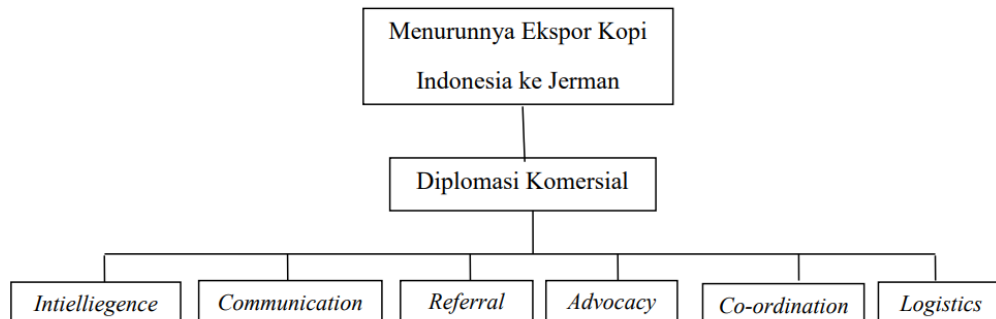 Menurunnya Ekspor Kopi
Indonesia ke Jerman
Diplomasi Komersial
Intielliegence
Communication
Referral
Advocacy
Co-ordination
Logistics